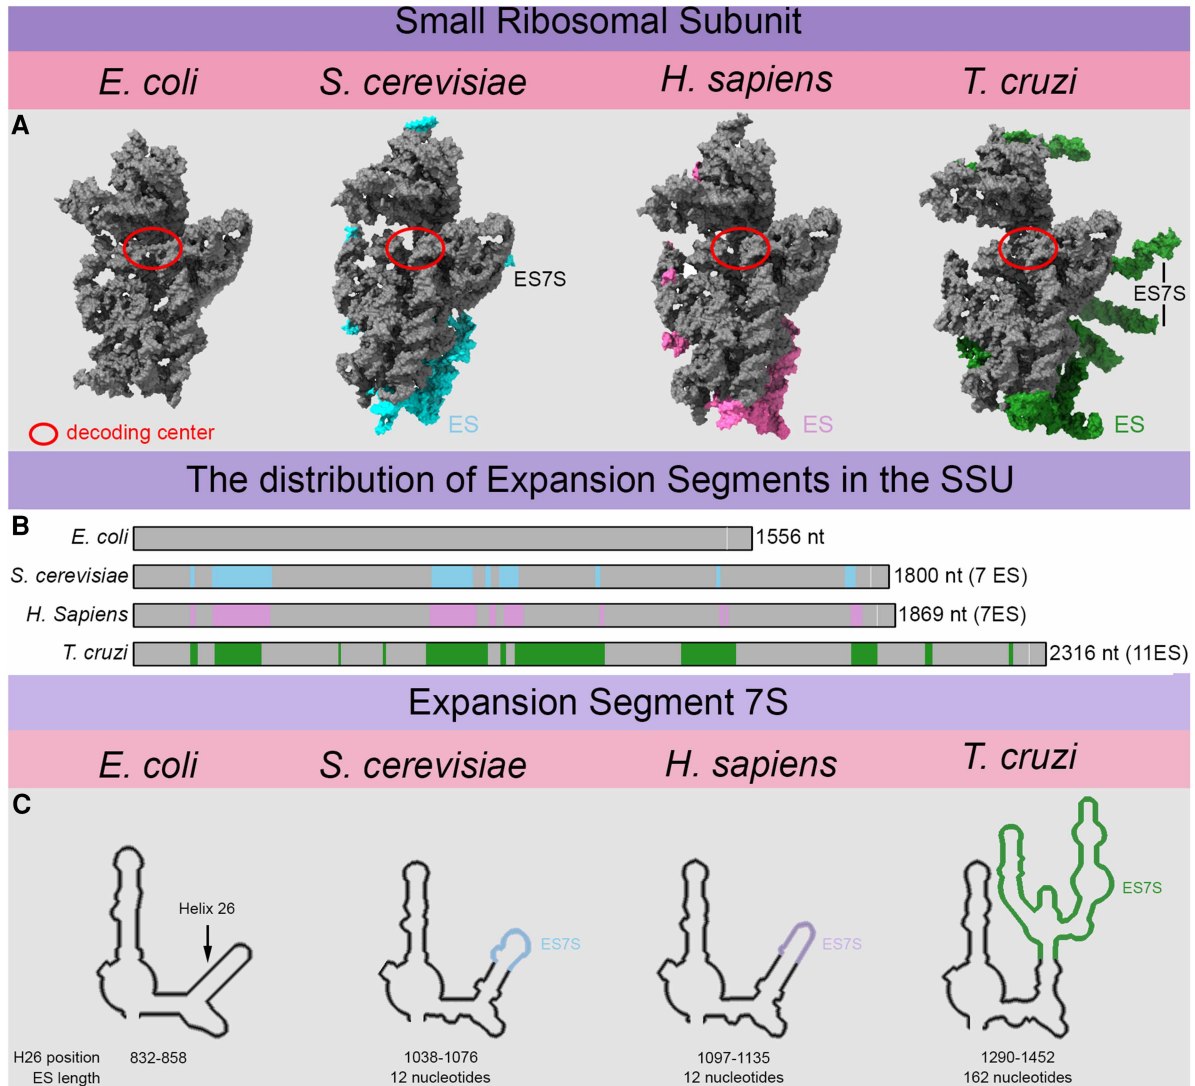 Small Ribosomal Subunit
E. coli S. cerevisiae H. sapiens T. cruzi
A
ES7S
ES7S
decoding center
ES
ES
ES
The distribution of Expansion Segments in the SSU
B
E. coli 1556 nt
S. cerevisiae 1800 nt (7 ES)
H. Sapiens 1869 nt (7ES)
T. cruzi 2316 nt (11ES)
Expansion Segment 7S
E. coli S. cerevisiae H. sapiens T. cruzi
C
Helix 26
ES7S
ES7S
ES7S
H26 position 832-858 1038-1076 1097-1135 1290-1452
ES length 12 nucleotides 12 nucleotides 162 nucleotides